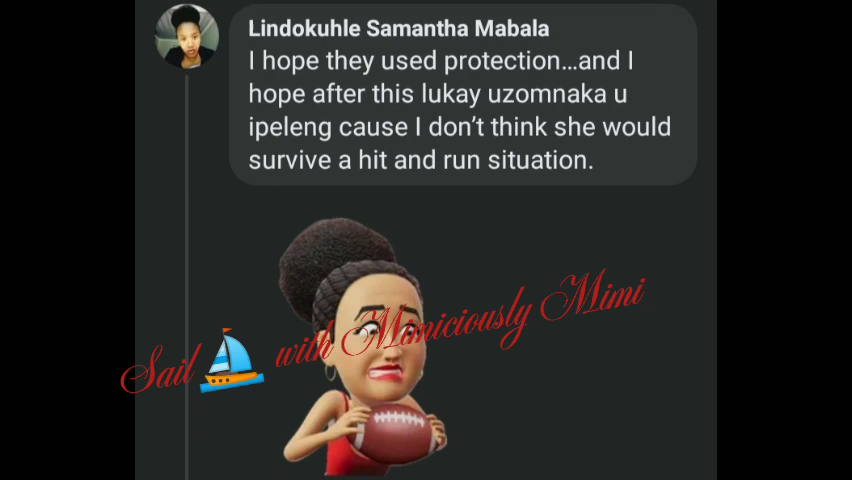 Lindokuhle Samantha Mabala
I hope they used protection...and I
hope after this lukay uzomnaka u
ipeleng cause I don't think she would
survive a hit and run situation.
Sail ⛵ with Mimiciously Mimi